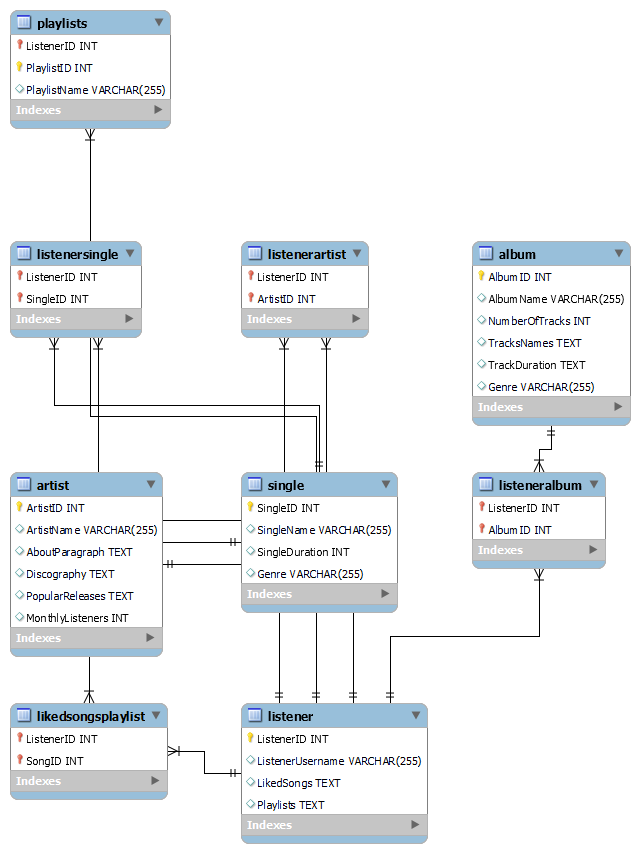 playlists
ListenerID INT
PlaylistID INT
PlaylistName VARCHAR(255)
Indexes
listenersingle
ListenerID INT
SingleID INT
Indexes
listenerartist
ListenerID INT
ArtistID INT
Indexes
album
AlbumID INT
AlbumName VARCHAR(255)
NumberOfTracks INT
TracksNames TEXT
TrackDuration TEXT
Genre VARCHAR(255)
Indexes
artist
ArtistID INT
ArtistName VARCHAR(255)
AboutParagraph TEXT
Discography TEXT
PopularReleases TEXT
MonthlyListeners INT
Indexes
single
SingleID INT
SingleName VARCHAR(255)
SingleDuration INT
Genre VARCHAR(255)
Indexes
listeneralbum
ListenerID INT
AlbumID INT
Indexes
likedsongsplaylist
ListenerID INT
SongID INT
Indexes
listener
ListenerID INT
ListenerUsername VARCHAR(255)
LikedSongs TEXT
Playlists TEXT
Indexes